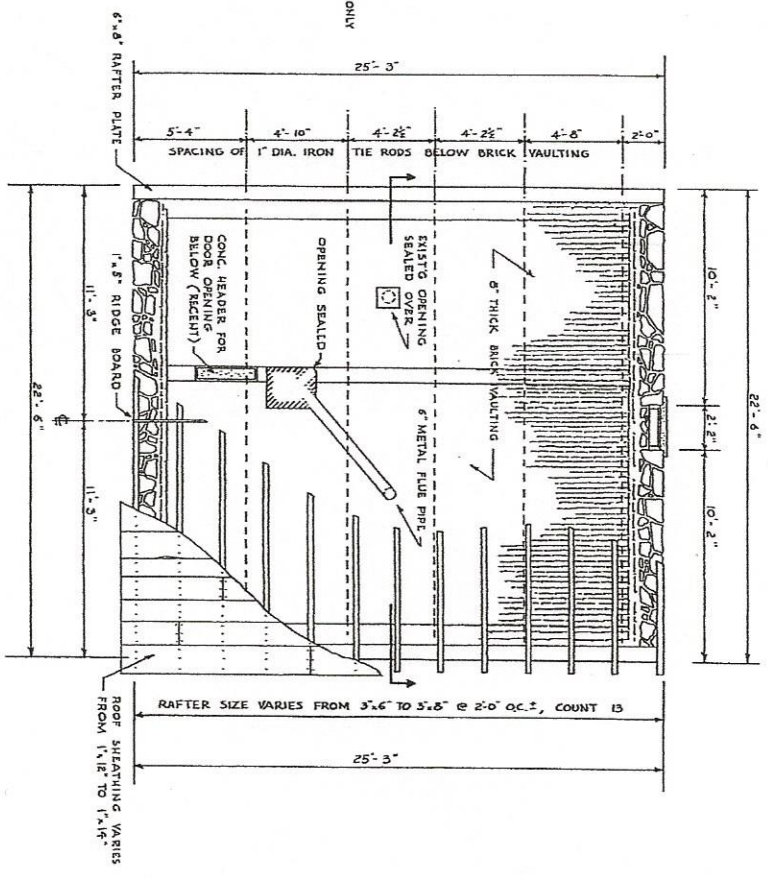 ONLY
25'-3"
6"x8" RAFTER PLATE
5'-4"
4'-10"
4'-2½"
4'-2½"
4'-8"
2'-0"
SPACING OF 1" DIA. IRON TIE RODS BELOW BRICK VAULTING
CONC. HEADER FOR
DOOR OPENING
BELOW (RECENT)
OPENING SEALED
EXIST'G OPENING
SEALED OVER
8" THICK BRICK VAULTING
6" METAL FLUE PIPE
10'-2"
2'-2"
10'-2"
22'-6"
11'-3"
1"x8" RIDGE BOARD
11'-3"
22'-6"
RAFTER SIZE VARIES FROM 3"x6" TO 3"x8" @ 2'-0" O.C.±, COUNT 13
25'-3"
ROOF SHEATHING VARIES
FROM 1"x12" TO 1"x14"